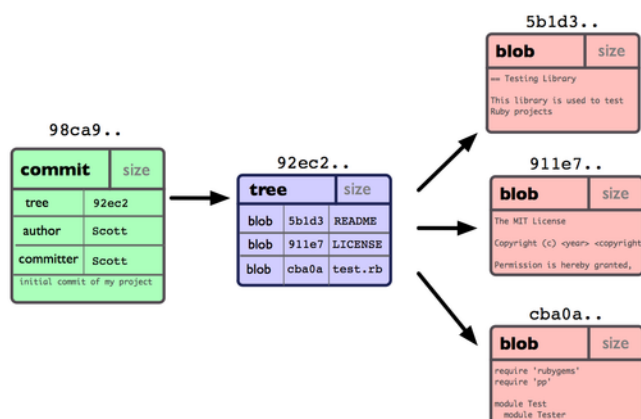 98ca9..
commit size
tree 92ec2
author Scott
committer Scott
initial commit of my project
92ec2..
tree size
blob 5b1d3 README
blob 911e7 LICENSE
blob cba0a test.rb
5b1d3..
blob size
== Testing Library
This library is used to test
Ruby projects
911e7..
blob size
The MIT License
Copyright (c) <year> <copyright
Permission is hereby granted,
cba0a..
blob size
require 'rubygems'
require 'pp'
module Test
module Tester